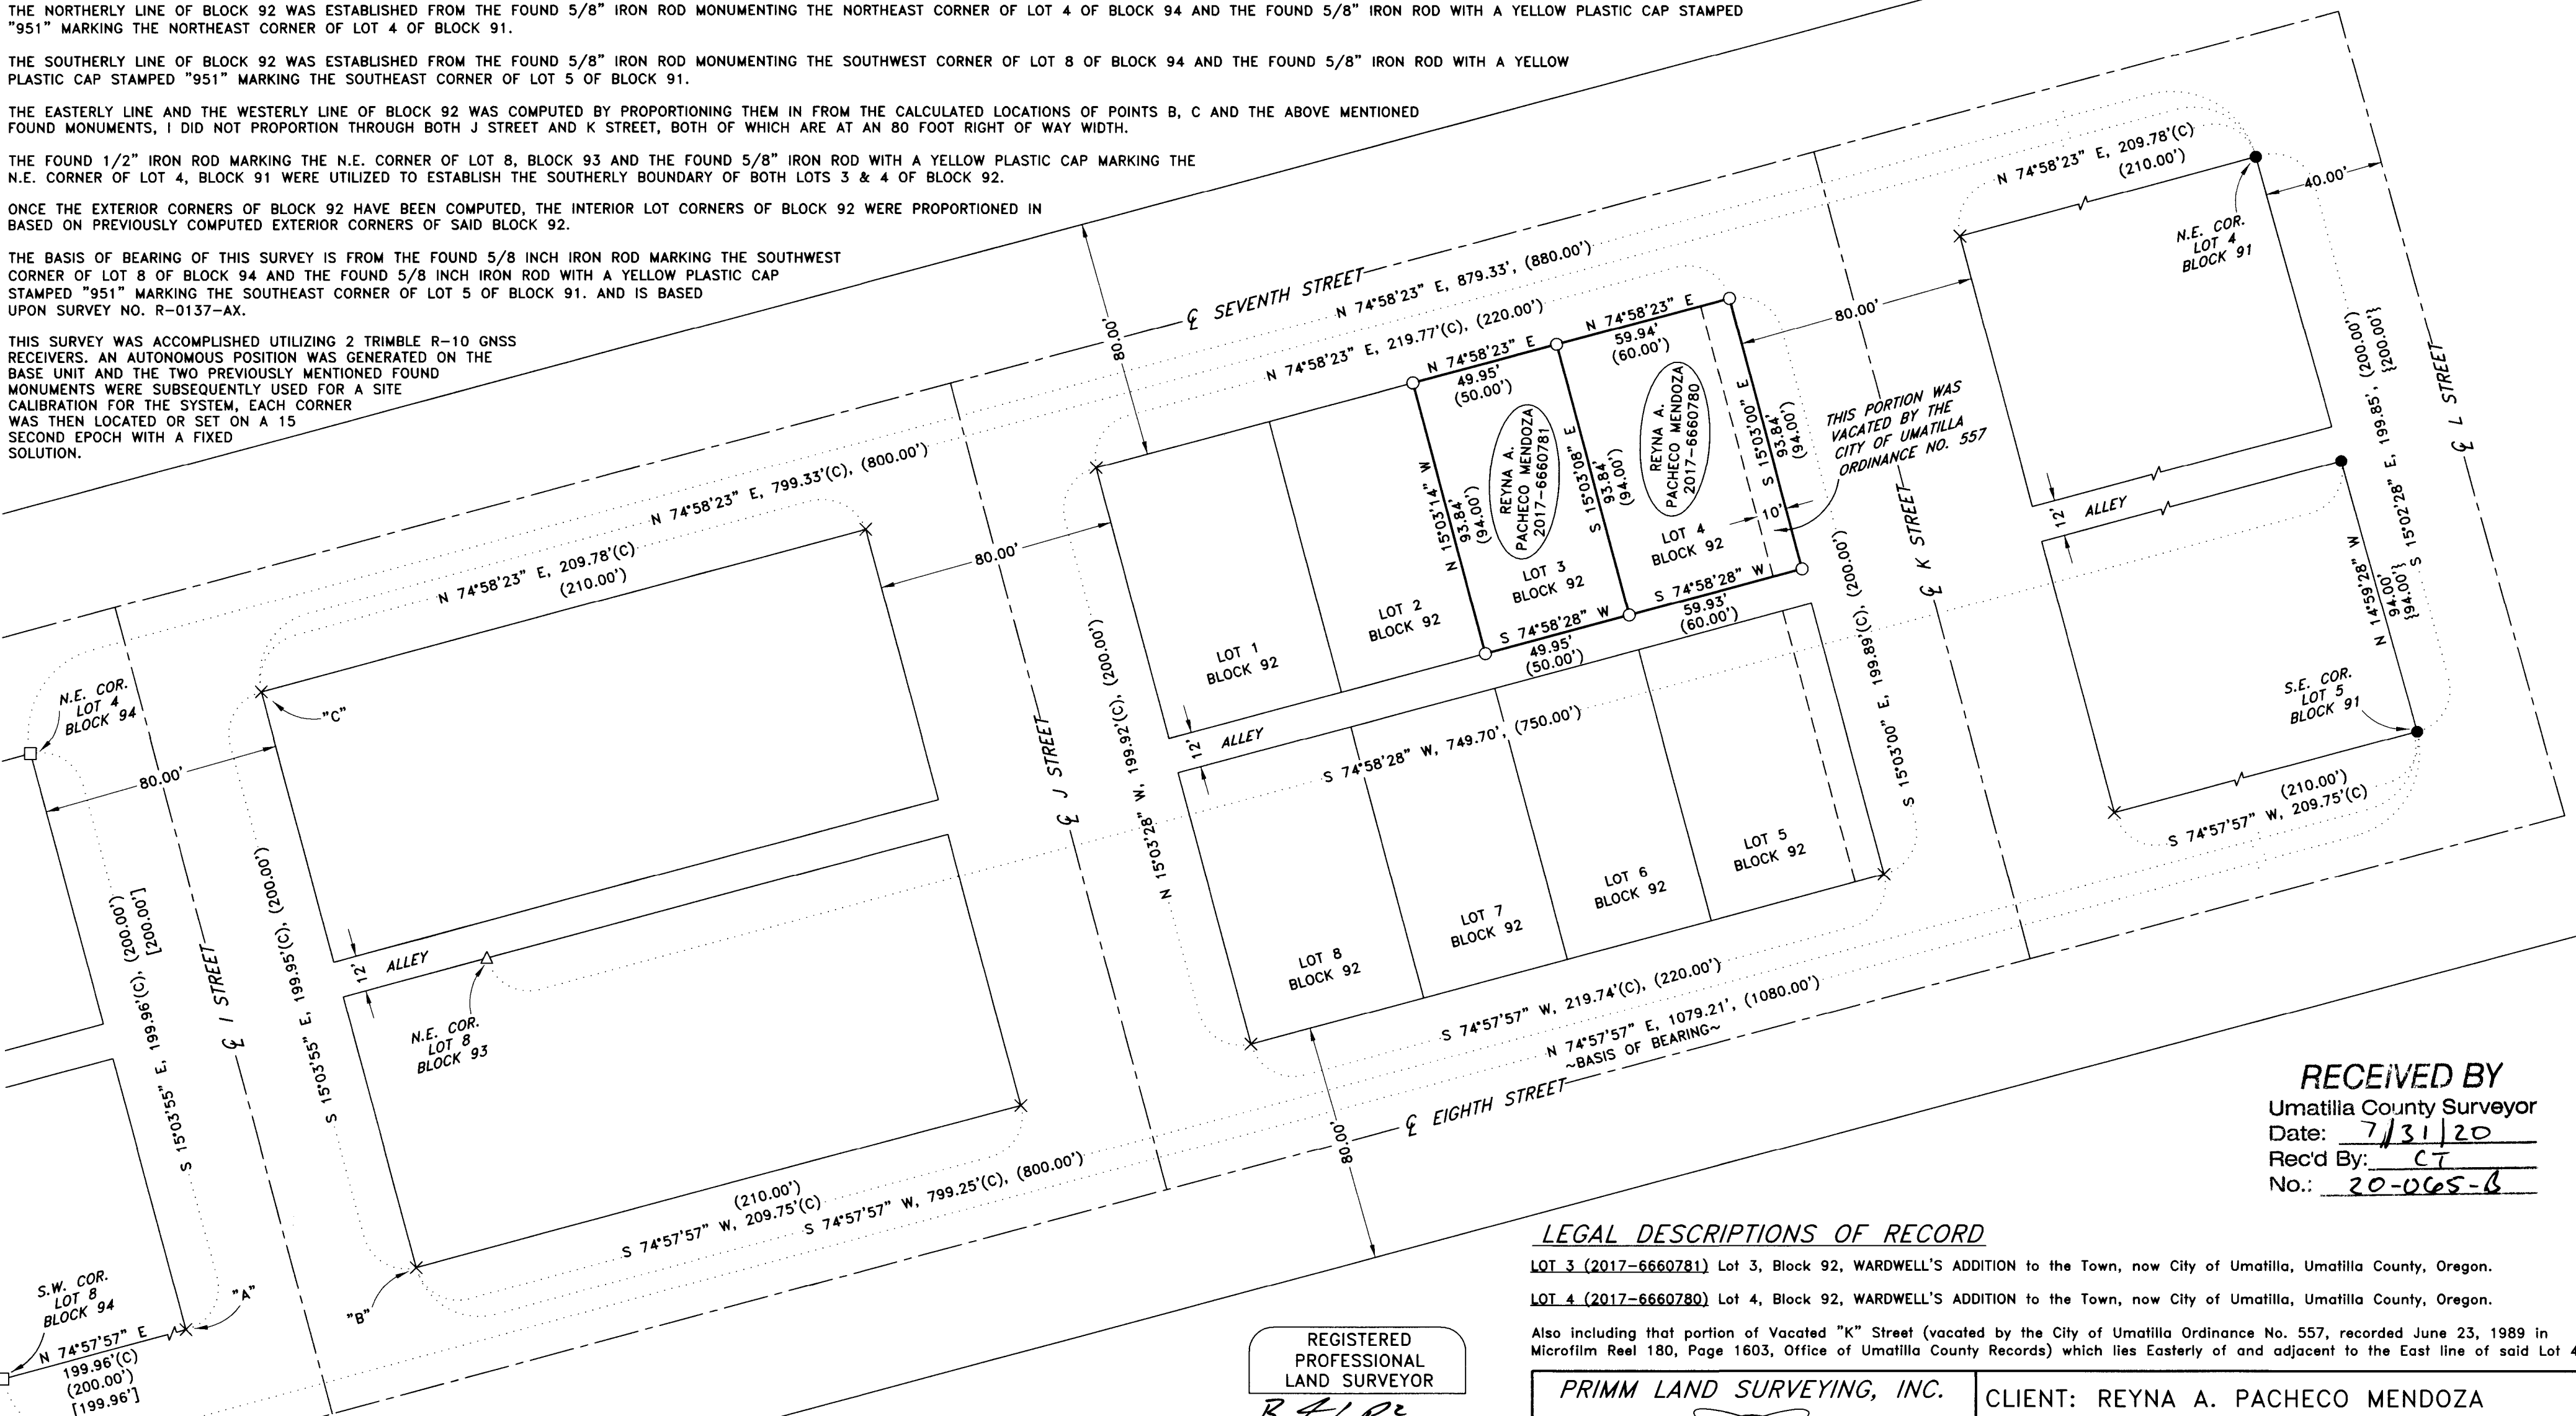 THE NORTHERLY LINE OF BLOCK 92 WAS ESTABLISHED FROM THE FOUND 5/8" IRON ROD MONUMENTING THE NORTHEAST CORNER OF LOT 4 OF BLOCK 94 AND THE FOUND 5/8" IRON ROD WITH A YELLOW PLASTIC CAP STAMPED
"951" MARKING THE NORTHEAST CORNER OF LOT 4 OF BLOCK 91.
THE SOUTHERLY LINE OF BLOCK 92 WAS ESTABLISHED FROM THE FOUND 5/8" IRON ROD MONUMENTING THE SOUTHWEST CORNER OF LOT 8 OF BLOCK 94 AND THE FOUND 5/8" IRON ROD WITH A YELLOW
PLASTIC CAP STAMPED "951" MARKING THE SOUTHEAST CORNER OF LOT 5 OF BLOCK 91.
THE EASTERLY LINE AND THE WESTERLY LINE OF BLOCK 92 WAS COMPUTED BY PROPORTIONING THEM IN FROM THE CALCULATED LOCATIONS OF POINTS B, C AND THE ABOVE MENTIONED
FOUND MONUMENTS, I DID NOT PROPORTION THROUGH BOTH J STREET AND K STREET, BOTH OF WHICH ARE AT AN 80 FOOT RIGHT OF WAY WIDTH.
THE FOUND 1/2" IRON ROD MARKING THE N.E. CORNER OF LOT 8, BLOCK 93 AND THE FOUND 5/8" IRON ROD WITH A YELLOW PLASTIC CAP MARKING THE
N.E. CORNER OF LOT 4, BLOCK 91 WERE UTILIZED TO ESTABLISH THE SOUTHERLY BOUNDARY OF BOTH LOTS 3 & 4 OF BLOCK 92.
ONCE THE EXTERIOR CORNERS OF BLOCK 92 HAVE BEEN COMPUTED, THE INTERIOR LOT CORNERS OF BLOCK 92 WERE PROPORTIONED IN
BASED ON PREVIOUSLY COMPUTED EXTERIOR CORNERS OF SAID BLOCK 92.
THE BASIS OF BEARING OF THIS SURVEY IS FROM THE FOUND 5/8 INCH IRON ROD MARKING THE SOUTHWEST
CORNER OF LOT 8 OF BLOCK 94 AND THE FOUND 5/8 INCH IRON ROD WITH A YELLOW PLASTIC CAP
STAMPED "951" MARKING THE SOUTHEAST CORNER OF LOT 5 OF BLOCK 91. AND IS BASED
UPON SURVEY NO. R-0137-AX.
THIS SURVEY WAS ACCOMPLISHED UTILIZING 2 TRIMBLE R-10 GNSS
RECEIVERS. AN AUTONOMOUS POSITION WAS GENERATED ON THE
BASE UNIT AND THE TWO PREVIOUSLY MENTIONED FOUND
MONUMENTS WERE SUBSEQUENTLY USED FOR A SITE
CALIBRATION FOR THE SYSTEM, EACH CORNER
WAS THEN LOCATED OR SET ON A 15
SECOND EPOCH WITH A FIXED
SOLUTION.
N 74°58'23" E, 209.78'(C)
(210.00')
40.00'
N.E. COR.
LOT 4
BLOCK 91
℄ SEVENTH STREET
N 74°58'23" E, 879.33', (880.00')
N 74°58'23" E, 219.77'(C), (220.00')
80.00'
80.00'
N 74°58'23" E
49.95'
(50.00')
N 74°58'23" E
59.94'
(60.00')
REYNA A.
PACHECO MENDOZA
2017-6660781
REYNA A.
PACHECO MENDOZA
2017-6660780
N 15°03'14" W
93.84'
(94.00')
S 15°03'08" E
93.84'
(94.00')
S 15°03'00" E
93.84'
(94.00')
10'
THIS PORTION WAS
VACATED BY THE
CITY OF UMATILLA
ORDINANCE NO. 557
S 15°02'28" E, 199.85', (200.00')
{200.00'}
℄ L STREET
℄ K STREET
12'
ALLEY
N 14°59'28" W
94.00'
{94.00'}
S.E. COR.
LOT 5
BLOCK 91
(210.00')
S 74°57'57" W, 209.75'(C)
N 74°58'23" E, 799.33'(C), (800.00')
N 74°58'23" E, 209.78'(C)
(210.00')
80.00'
LOT 1
BLOCK 92
LOT 2
BLOCK 92
LOT 3
BLOCK 92
LOT 4
BLOCK 92
S 74°58'28" W
49.95'
(50.00')
S 74°58'28" W
59.93'
(60.00')
N 15°03'28" W, 199.92'(C), (200.00')
S 15°03'00" E, 199.89'(C), (200.00')
℄ J STREET
12'
ALLEY
S 74°58'28" W, 749.70', (750.00')
LOT 8
BLOCK 92
LOT 7
BLOCK 92
LOT 6
BLOCK 92
LOT 5
BLOCK 92
N.E. COR.
LOT 4
BLOCK 94
"C"
80.00'
S 15°03'55" E, 199.96'(C), (200.00')
[200.00']
℄ I STREET
S 15°03'55" E, 199.95'(C), (200.00')
12'
ALLEY
N.E. COR.
LOT 8
BLOCK 93
S 74°57'57" W, 219.74'(C), (220.00')
N 74°57'57" E, 1079.21', (1080.00')
~BASIS OF BEARING~
℄ EIGHTH STREET
80.00'
(210.00')
S 74°57'57" W, 209.75'(C)
S 74°57'57" W, 799.25'(C), (800.00')
S.W. COR.
LOT 8
BLOCK 94
"A"
"B"
N 74°57'57" E
199.96'(C)
(200.00')
[199.96']
RECEIVED BY
Umatilla County Surveyor
Date: 7/31/20
Rec'd By: CT
No.: 20-065-B
LEGAL DESCRIPTIONS OF RECORD
LOT 3 (2017-6660781) Lot 3, Block 92, WARDWELL'S ADDITION to the Town, now City of Umatilla, Umatilla County, Oregon.
LOT 4 (2017-6660780) Lot 4, Block 92, WARDWELL'S ADDITION to the Town, now City of Umatilla, Umatilla County, Oregon.
Also including that portion of Vacated "K" Street (vacated by the City of Umatilla Ordinance No. 557, recorded June 23, 1989 in
Microfilm Reel 180, Page 1603, Office of Umatilla County Records) which lies Easterly of and adjacent to the East line of said Lot 4
REGISTERED
PROFESSIONAL
LAND SURVEYOR
PRIMM LAND SURVEYING, INC.
CLIENT: REYNA A. PACHECO MENDOZA